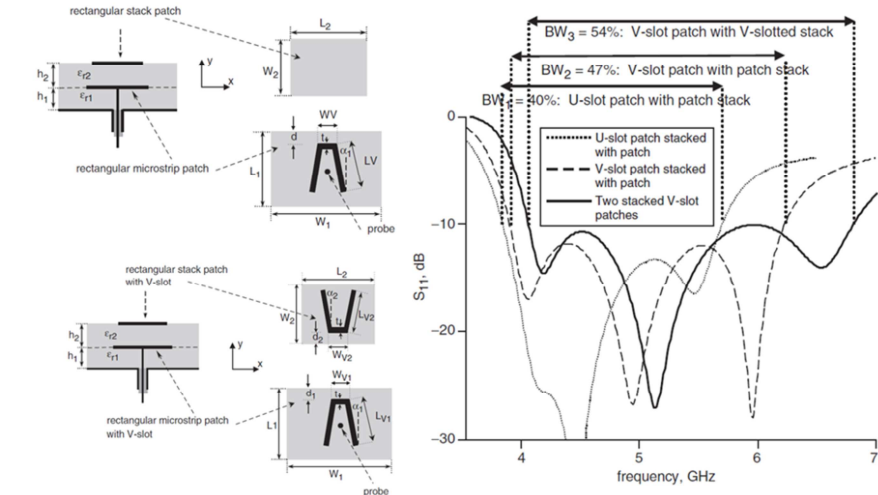 rectangular stack patch
L2
W2
h2
h1
εr2
εr1
y
x
rectangular microstrip patch
WV
d
t
α1
LV
L1
W1
probe
rectangular stack patch
with V-slot
L2
α2
W2
t
LV2
d2
WV2
h2
h1
εr2
εr1
y
x
rectangular microstrip patch
with V-slot
WV1
d1
t
α1
LV1
L1
W1
probe
BW3 = 54%: V-slot patch with V-slotted stack
BW2 = 47%: V-slot patch with patch stack
BW1 = 40%: U-slot patch with patch stack
U-slot patch stacked
with patch
V-slot patch stacked
with patch
Two stacked V-slot
patches
0
−10
−20
−30
S11, dB
4
5
6
7
frequency, GHz